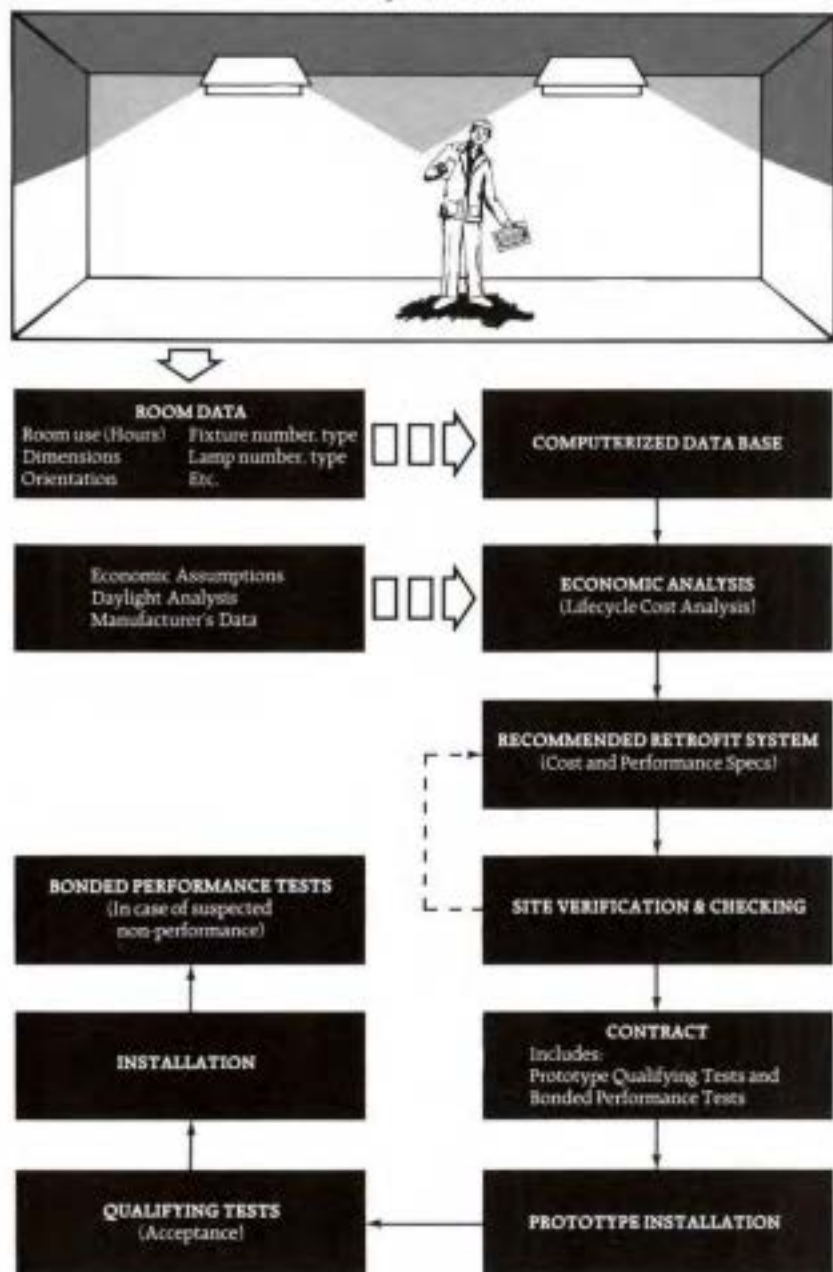 ROOM DATA
Room use (Hours) Fixture number. type
Dimensions Lamp number. type
Orientation Etc.
COMPUTERIZED DATA BASE
Economic Assumptions
Daylight Analysis
Manufacturer's Data
ECONOMIC ANALYSIS
(Lifecycle Cost Analysis)
RECOMMENDED RETROFIT SYSTEM
(Cost and Performance Specs)
BONDED PERFORMANCE TESTS
(In case of suspected
non-performance)
SITE VERIFICATION & CHECKING
INSTALLATION
CONTRACT
Includes:
Prototype Qualifying Tests and
Bonded Performance Tests
QUALIFYING TESTS
(Acceptance)
PROTOTYPE INSTALLATION